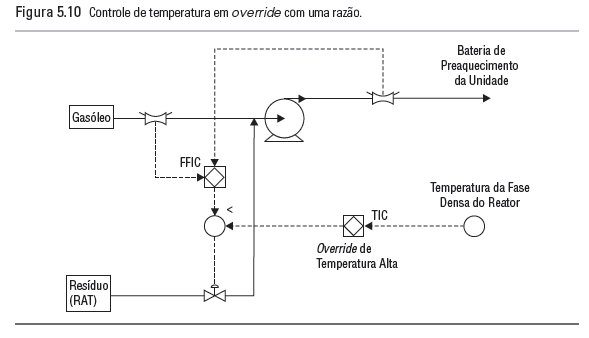 Figura 5.10 Controle de temperatura em override com uma razão.
Bateria de
Preaquecimento
da Unidade
Gasóleo
FFIC
<
TIC
Temperatura da Fase
Densa do Reator
Override de
Temperatura Alta
Resíduo
(RAT)